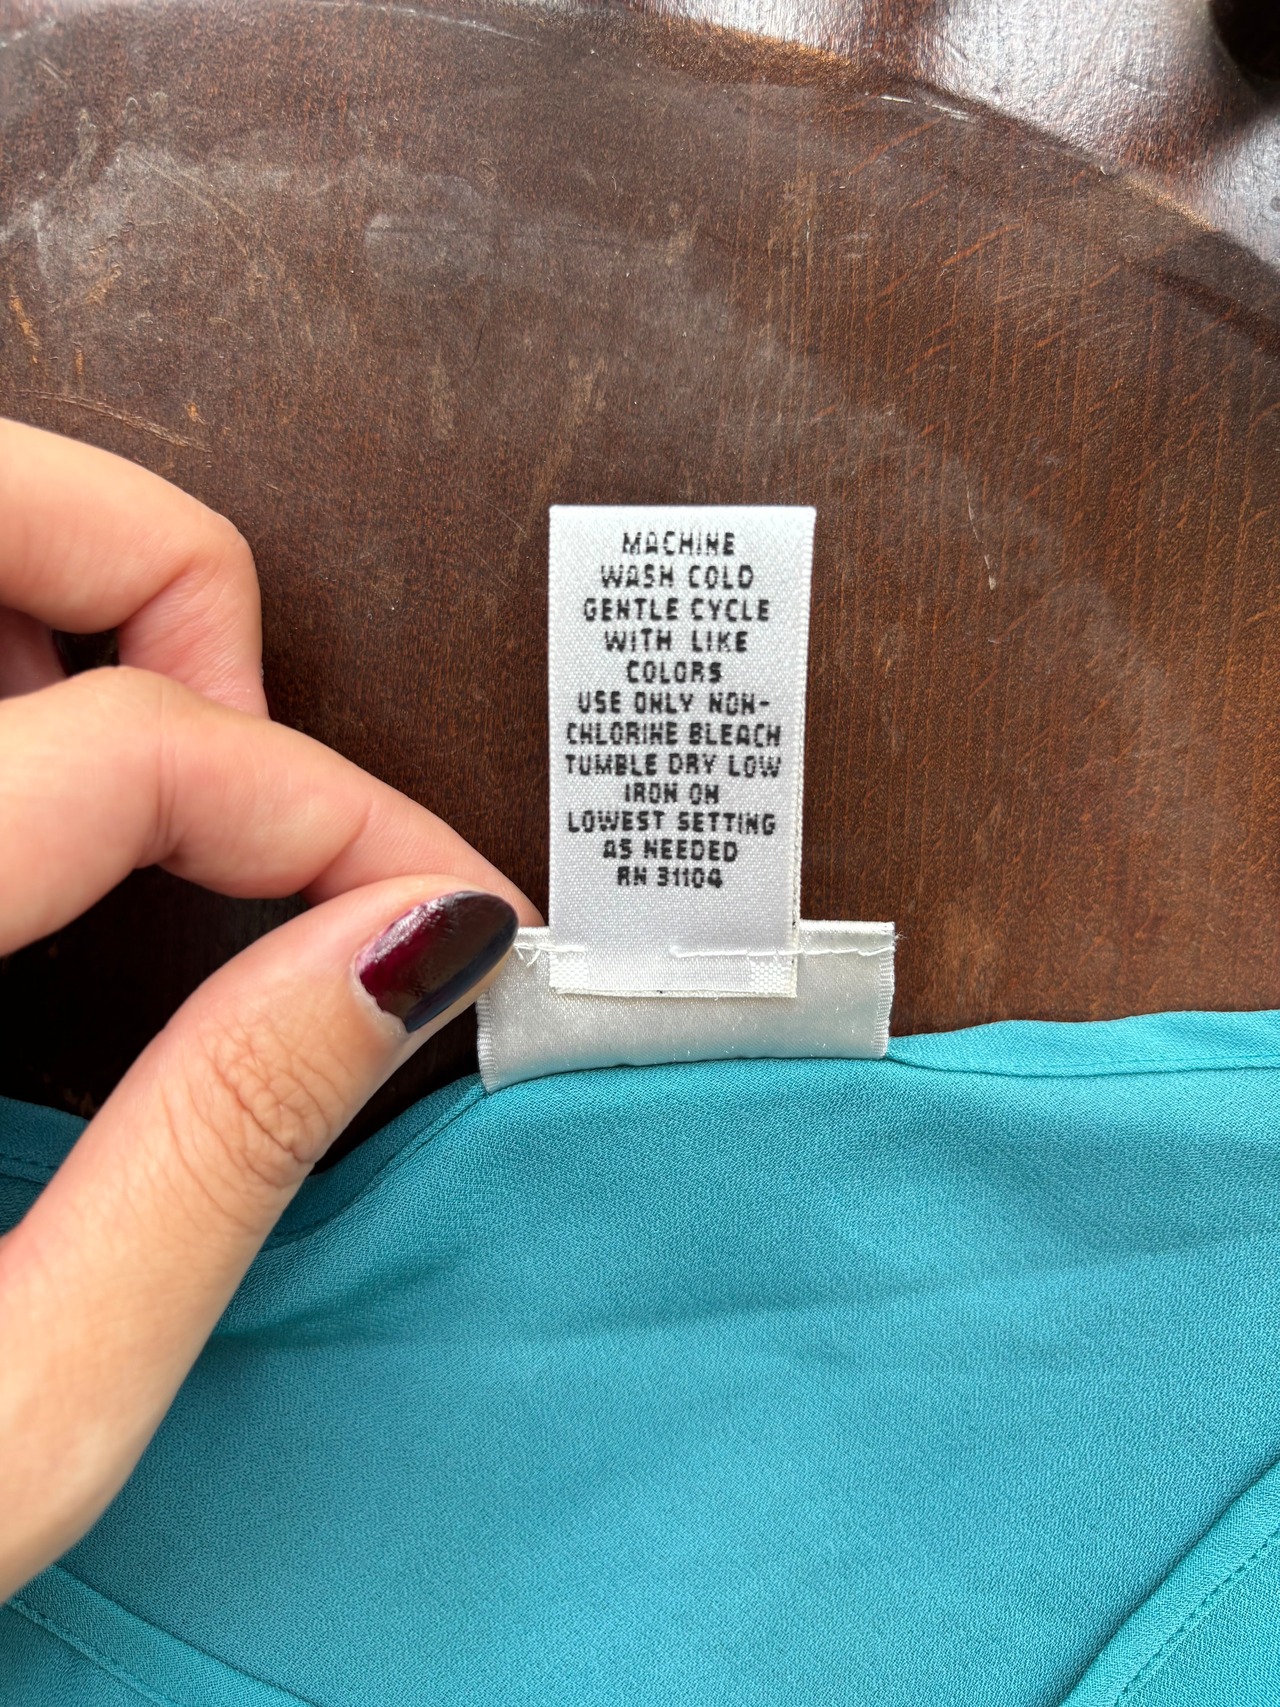 MACHINE
WASH COLD
GENTLE CYCLE
WITH LIKE
COLORS
USE ONLY NON-
CHLORINE BLEACH
TUMBLE DRY LOW
IRON ON
LOWEST SETTING
AS NEEDED
RN 31104